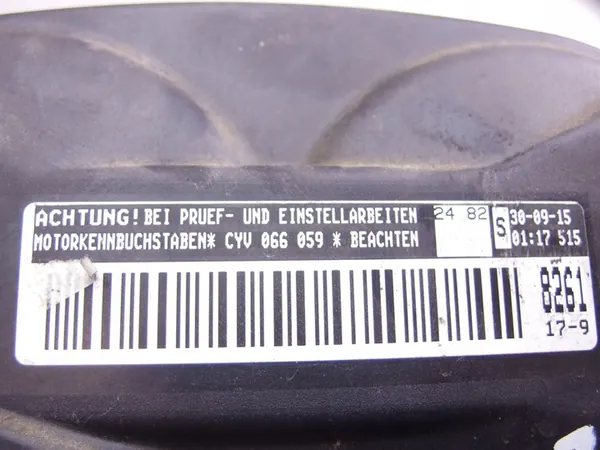 ACHTUNG! BEI PRUEF- UND EINSTELLARBEITEN 24 82 S 30-09-15
MOTORKENNBUCHSTABEN* CYV 066 059 * BEACHTEN 01:17 515
8261
17-9